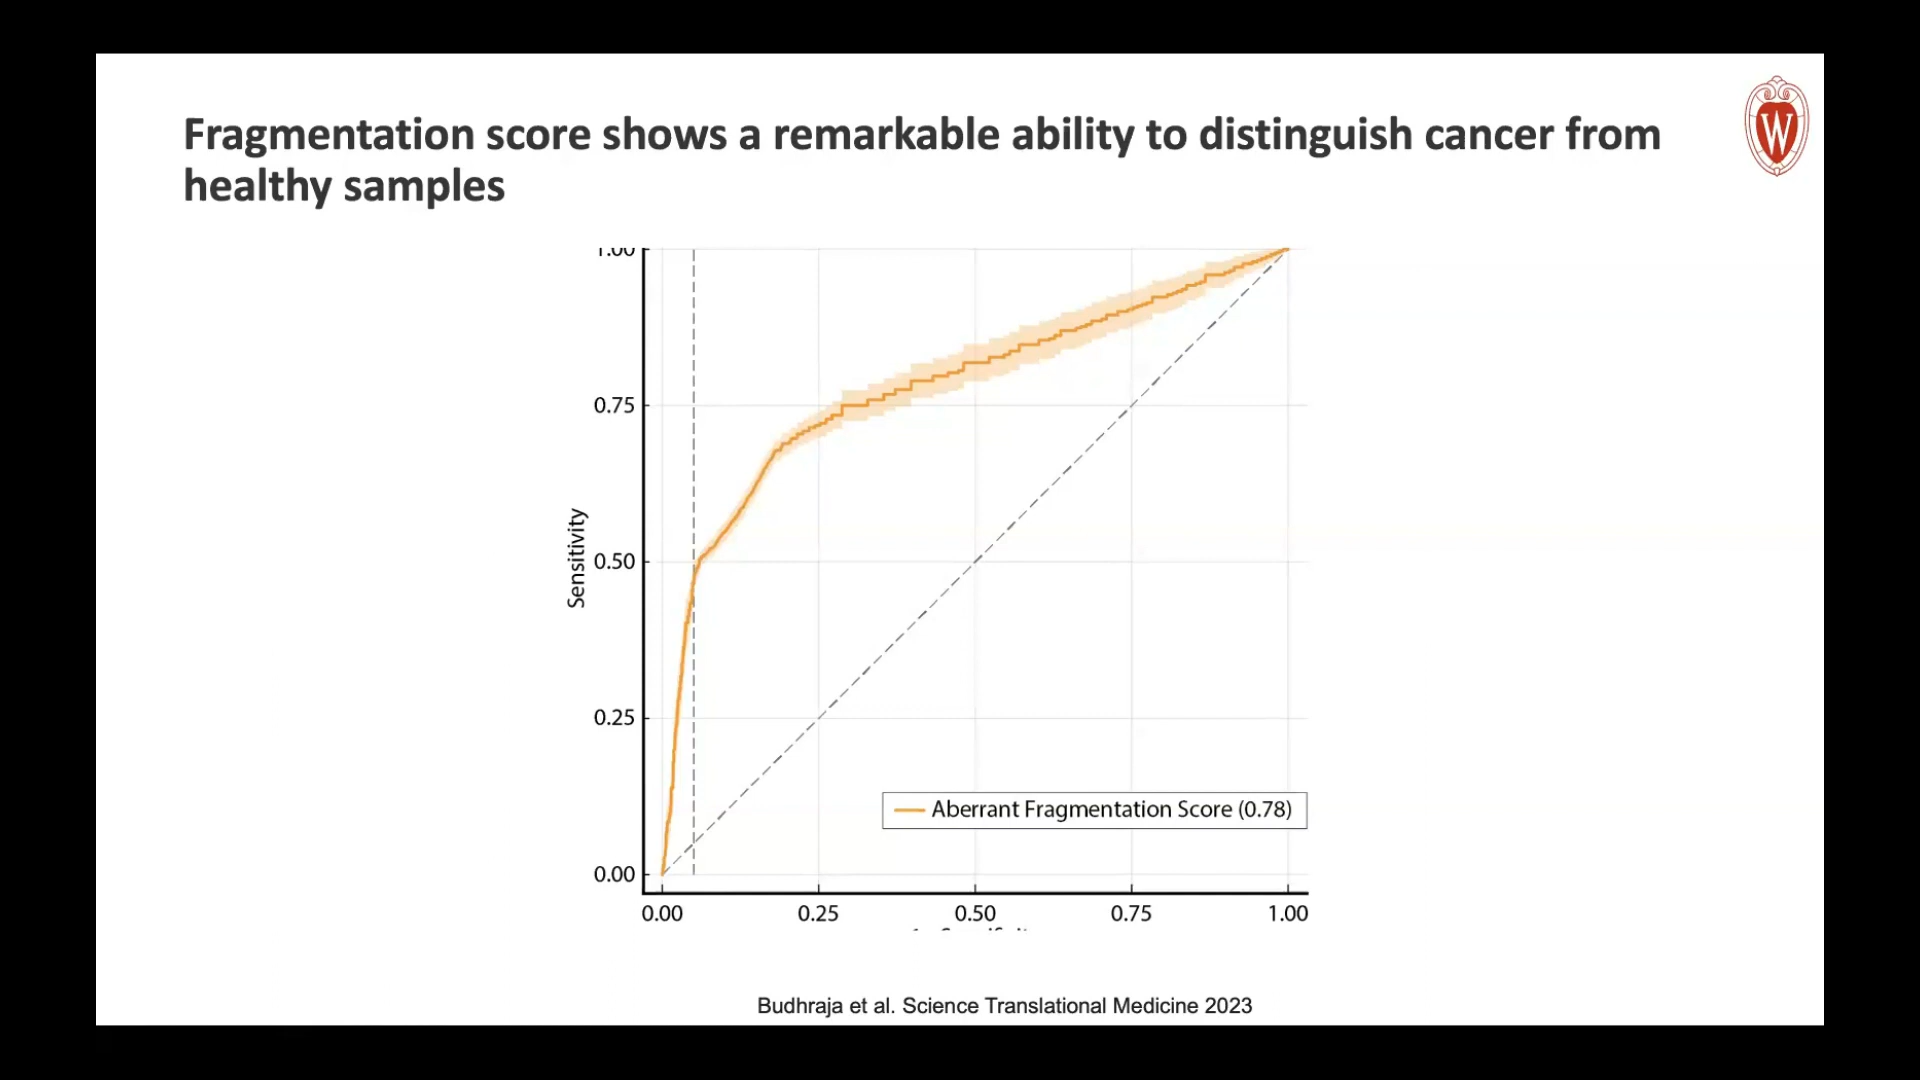 Fragmentation score shows a remarkable ability to distinguish cancer from
healthy samples
W
1.00
0.75
0.50
0.25
0.00
Sensitivity
Aberrant Fragmentation Score (0.78)
0.00 0.25 0.50 0.75 1.00
Budhraja et al. Science Translational Medicine 2023